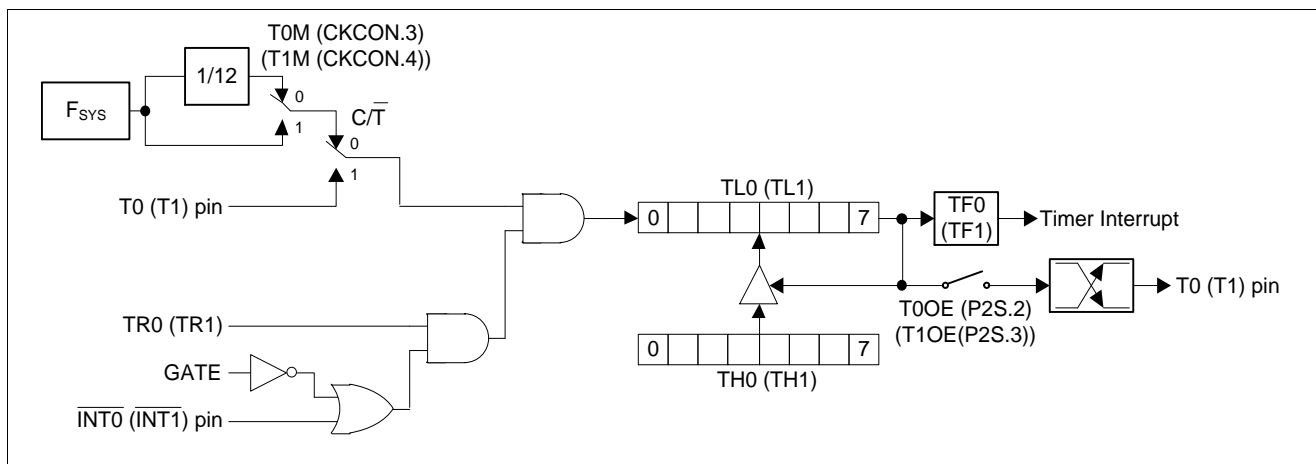 T0M (CKCON.3)
(T1M (CKCON.4))
1/12
FSYS
0
1
C/T̅
0
1
T0 (T1) pin
TL0 (TL1)
0 7
TF0
(TF1)
Timer Interrupt
T0 (T1) pin
T0OE (P2S.2)
(T1OE(P2S.3))
TR0 (TR1)
0 7
TH0 (TH1)
GATE
I̅N̅T̅0̅ (I̅N̅T̅1̅) pin